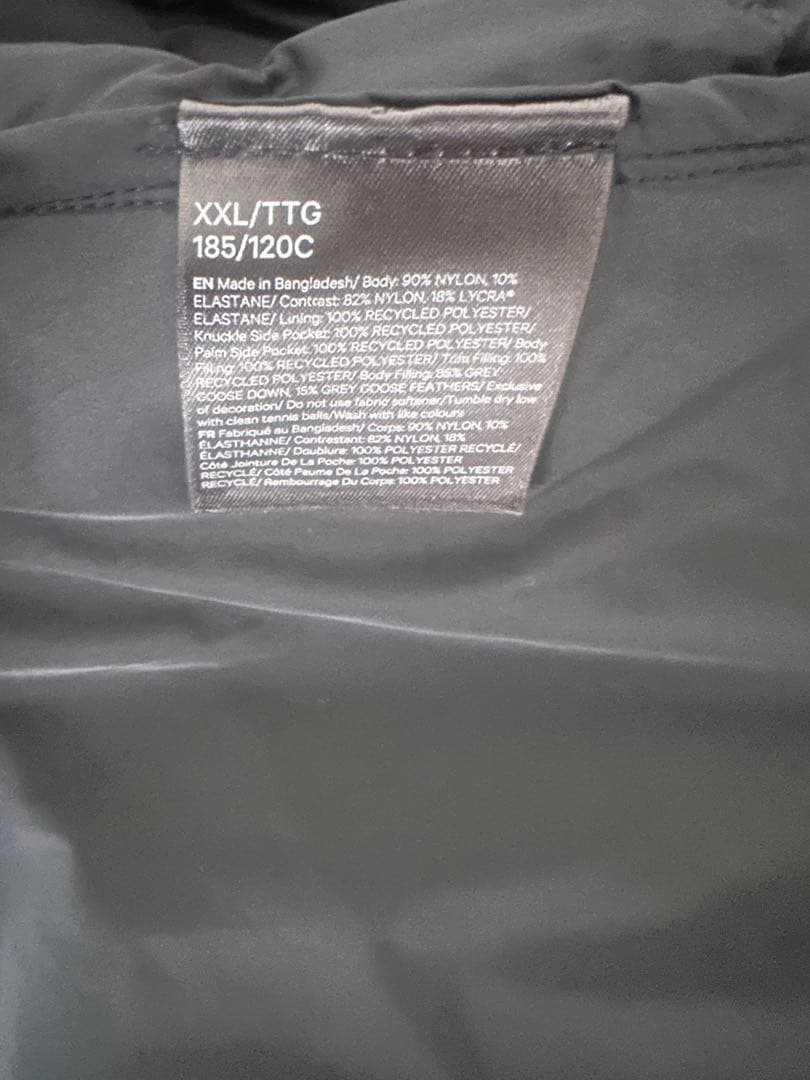 XXL/TTG
185/120C
EN Made in Bangladesh/ Body: 90% NYLON, 10%
ELASTANE/ Contrast: 82% NYLON, 18% LYCRA®
ELASTANE/ Lining: 100% RECYCLED POLYESTER/
Knuckle Side Pocket: 100% RECYCLED POLYESTER/
Palm Side Pocket: 100% RECYCLED POLYESTER/ Body
Filling: 100% RECYCLED POLYESTER/ Filling: 100%
RECYCLED POLYESTER/ Body Filling: 85% GREY
GOOSE DOWN, 15% GREY GOOSE FEATHERS/ Exclusive
of decoration/ Do not use fabric softener/Tumble dry low
with clean tennis balls/Wash with like colours
FR Fabriqué au Bangladesh/ Corps: 90% NYLON, 10%
ÉLASTHANNE/ Contrastant: 82% NYLON, 18%
ÉLASTHANNE/ Doublure: 100% POLYESTER RECYCLÉ/
Côté Jointure De La Poche: 100% POLYESTER
RECYCLÉ/ Côté Paume De La Poche: 100% POLYESTER
RECYCLÉ/ Rembourrage Du Corps: 100% POLYESTER